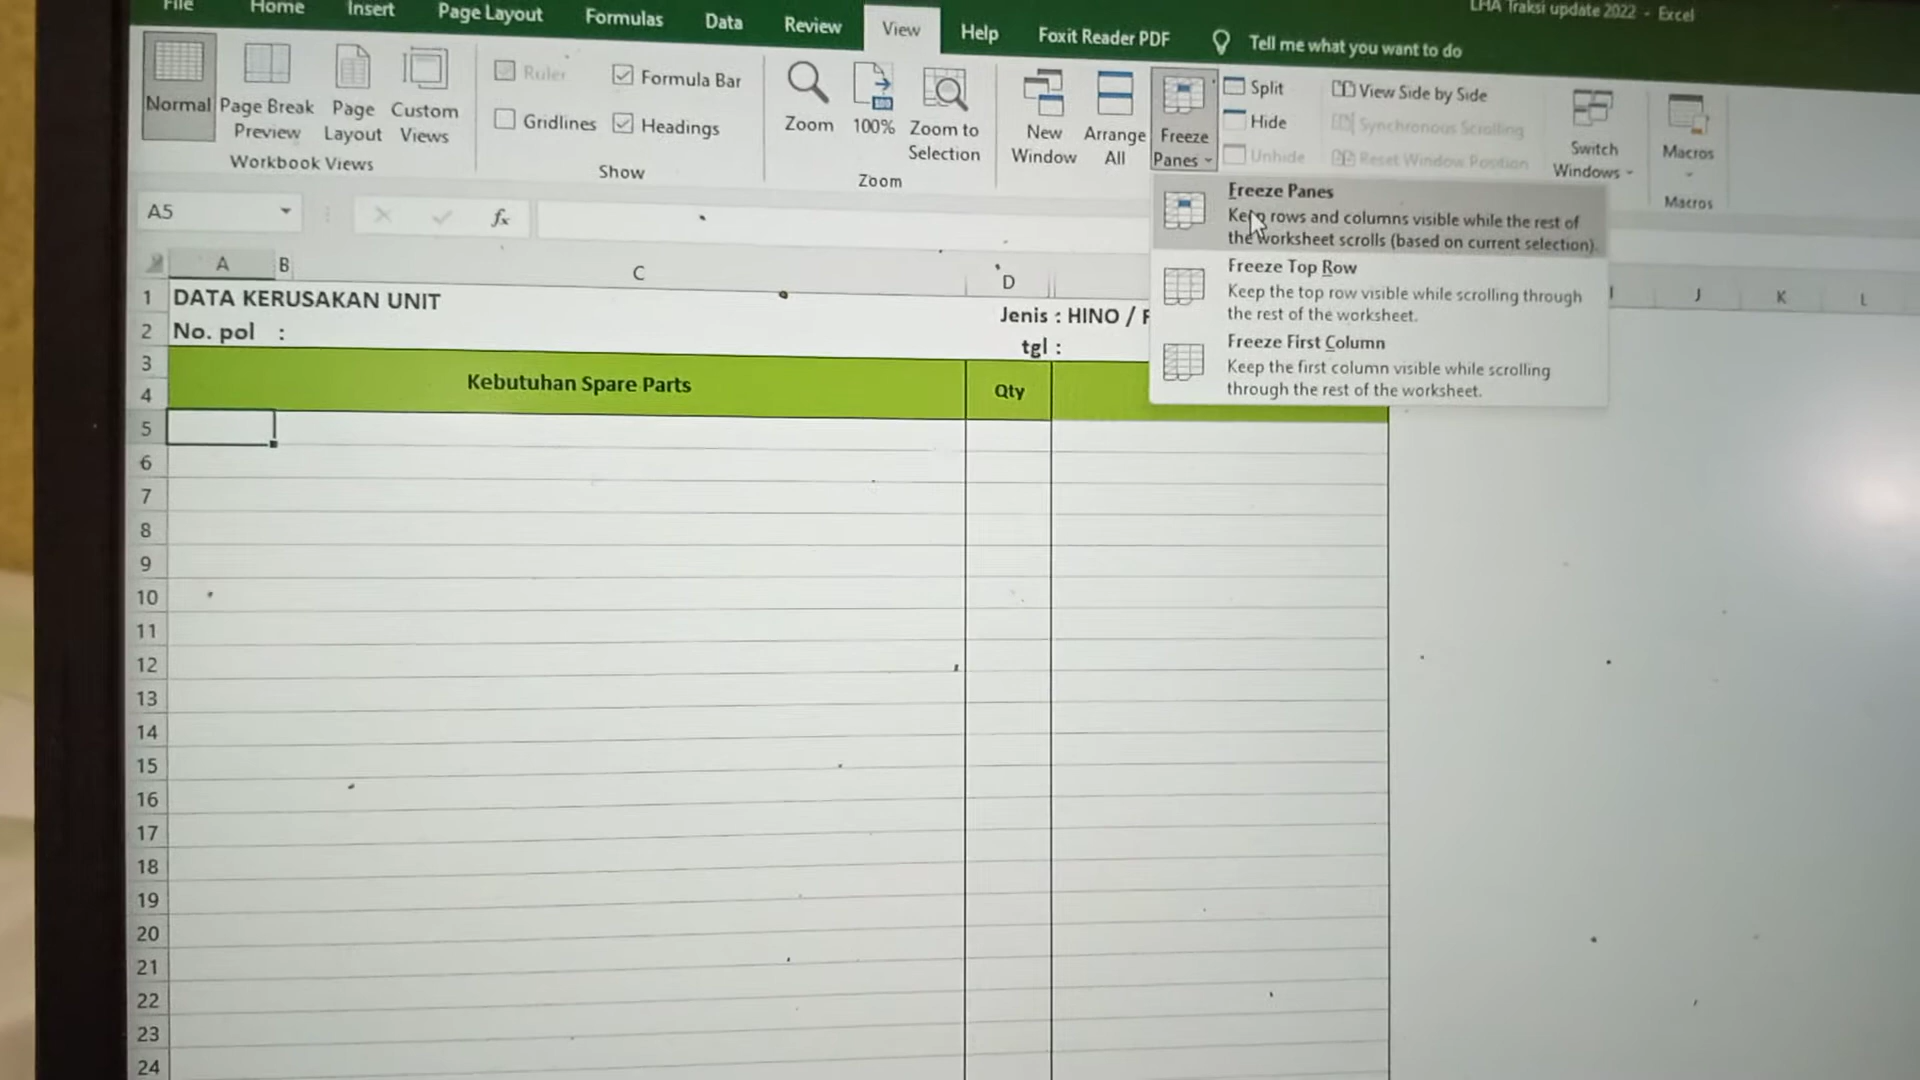 LHA Traksi update 2022 - Excel
File Home Insert Page Layout Formulas Data Review View Help Foxit Reader PDF Tell me what you want to do
Normal
Page Break Preview
Page Layout
Custom Views
Workbook Views
Ruler
Formula Bar
Gridlines
Headings
Show
Zoom
100%
Zoom to Selection
Zoom
New Window
Arrange All
Freeze Panes
Split
Hide
Unhide
View Side by Side
Synchronous Scrolling
Reset Window Position
Switch Windows
Macros
Macros
Freeze Panes
Keep rows and columns visible while the rest of
the worksheet scrolls (based on current selection).
Freeze Top Row
Keep the top row visible while scrolling through
the rest of the worksheet.
Freeze First Column
Keep the first column visible while scrolling
through the rest of the worksheet.
A5
fx
A B C D J K L
1 DATA KERUSAKAN UNIT Jenis : HINO /
2 No. pol : tgl :
3
Kebutuhan Spare Parts Qty
4
5
6
7
8
9
10
11
12
13
14
15
16
17
18
19
20
21
22
23
24